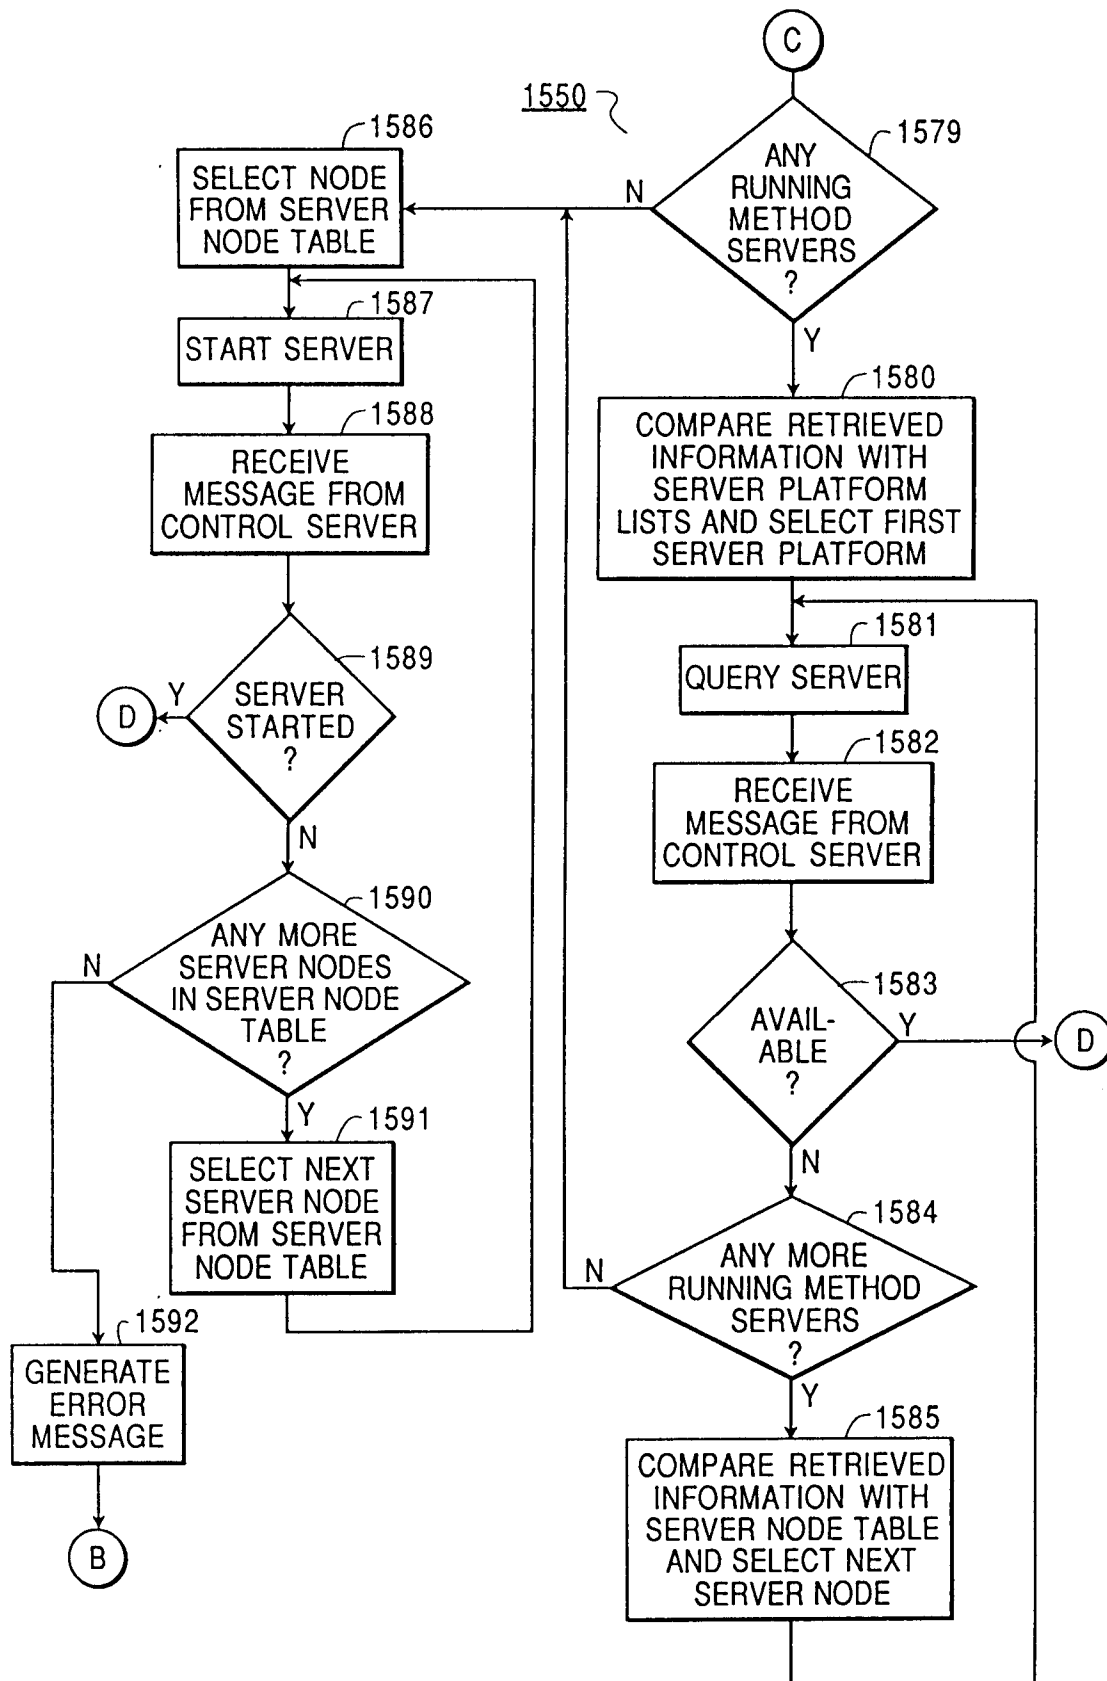 C
1550
1579
ANY
RUNNING
METHOD
SERVERS
?
N
Y
1586
SELECT NODE
FROM SERVER
NODE TABLE
1587
START SERVER
1588
RECEIVE
MESSAGE FROM
CONTROL SERVER
1589
SERVER
STARTED
?
Y
D
N
1590
ANY MORE
SERVER NODES
IN SERVER NODE
TABLE
?
N
Y
1591
SELECT NEXT
SERVER NODE
FROM SERVER
NODE TABLE
1592
GENERATE
ERROR
MESSAGE
B
1580
COMPARE RETRIEVED
INFORMATION WITH
SERVER PLATFORM
LISTS AND SELECT FIRST
SERVER PLATFORM
1581
QUERY SERVER
1582
RECEIVE
MESSAGE FROM
CONTROL SERVER
1583
AVAIL-
ABLE
?
Y
D
N
1584
ANY MORE
RUNNING METHOD
SERVERS
?
N
Y
1585
COMPARE RETRIEVED
INFORMATION WITH
SERVER NODE TABLE
AND SELECT NEXT
SERVER NODE